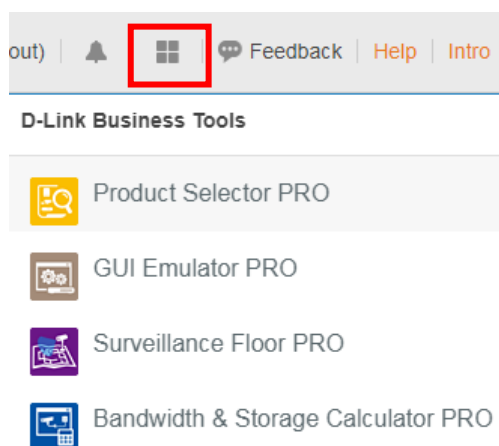 out) Feedback Help Intro
D-Link Business Tools
Product Selector PRO
GUI Emulator PRO
Surveillance Floor PRO
Bandwidth & Storage Calculator PRO